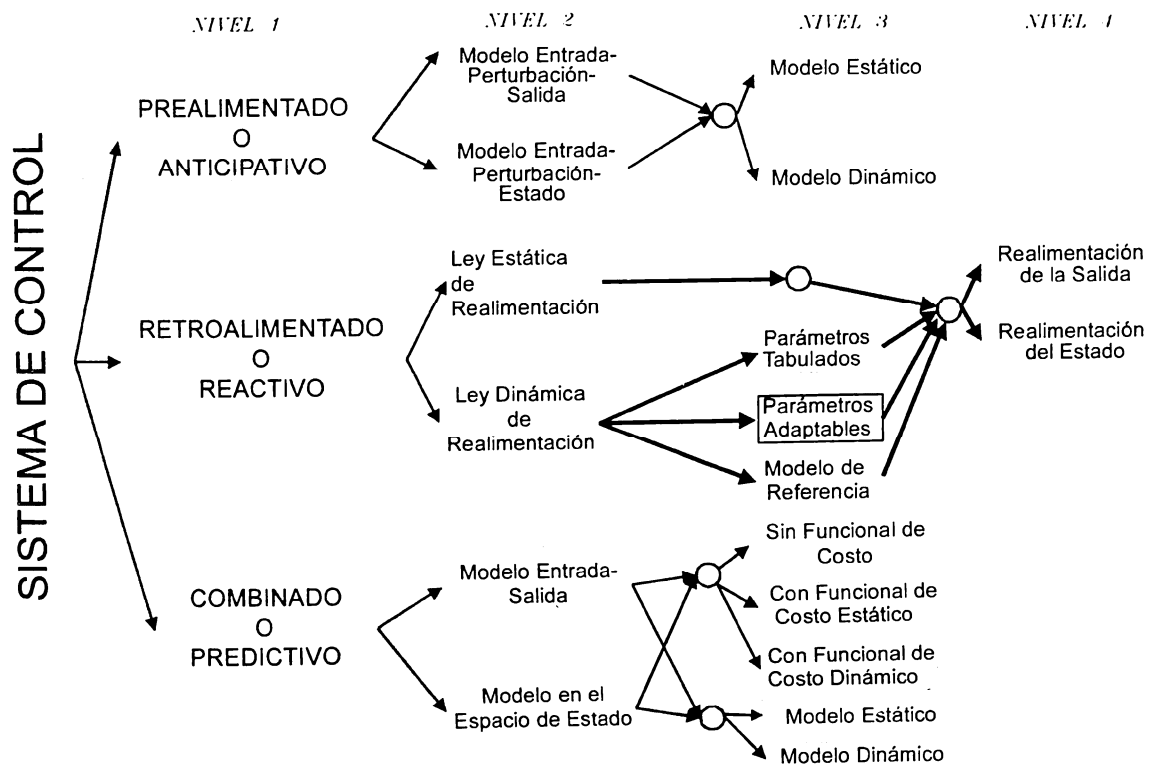 NIVEL 1
NIVEL 2
NIVEL 3
NIVEL 4
SISTEMA DE CONTROL
PREALIMENTADO
O
ANTICIPATIVO
Modelo Entrada-
Perturbación-
Salida
Modelo Entrada-
Perturbación-
Estado
Modelo Estático
Modelo Dinámico
RETROALIMENTADO
O
REACTIVO
Ley Estática
de
Realimentación
Ley Dinámica
de
Realimentación
Parámetros
Tabulados
Parámetros
Adaptables
Modelo de
Referencia
Realimentación
de la Salida
Realimentación
del Estado
COMBINADO
O
PREDICTIVO
Modelo Entrada-
Salida
Modelo en el
Espacio de Estado
Sin Funcional de
Costo
Con Funcional de
Costo Estático
Con Funcional de
Costo Dinámico
Modelo Estático
Modelo Dinámico